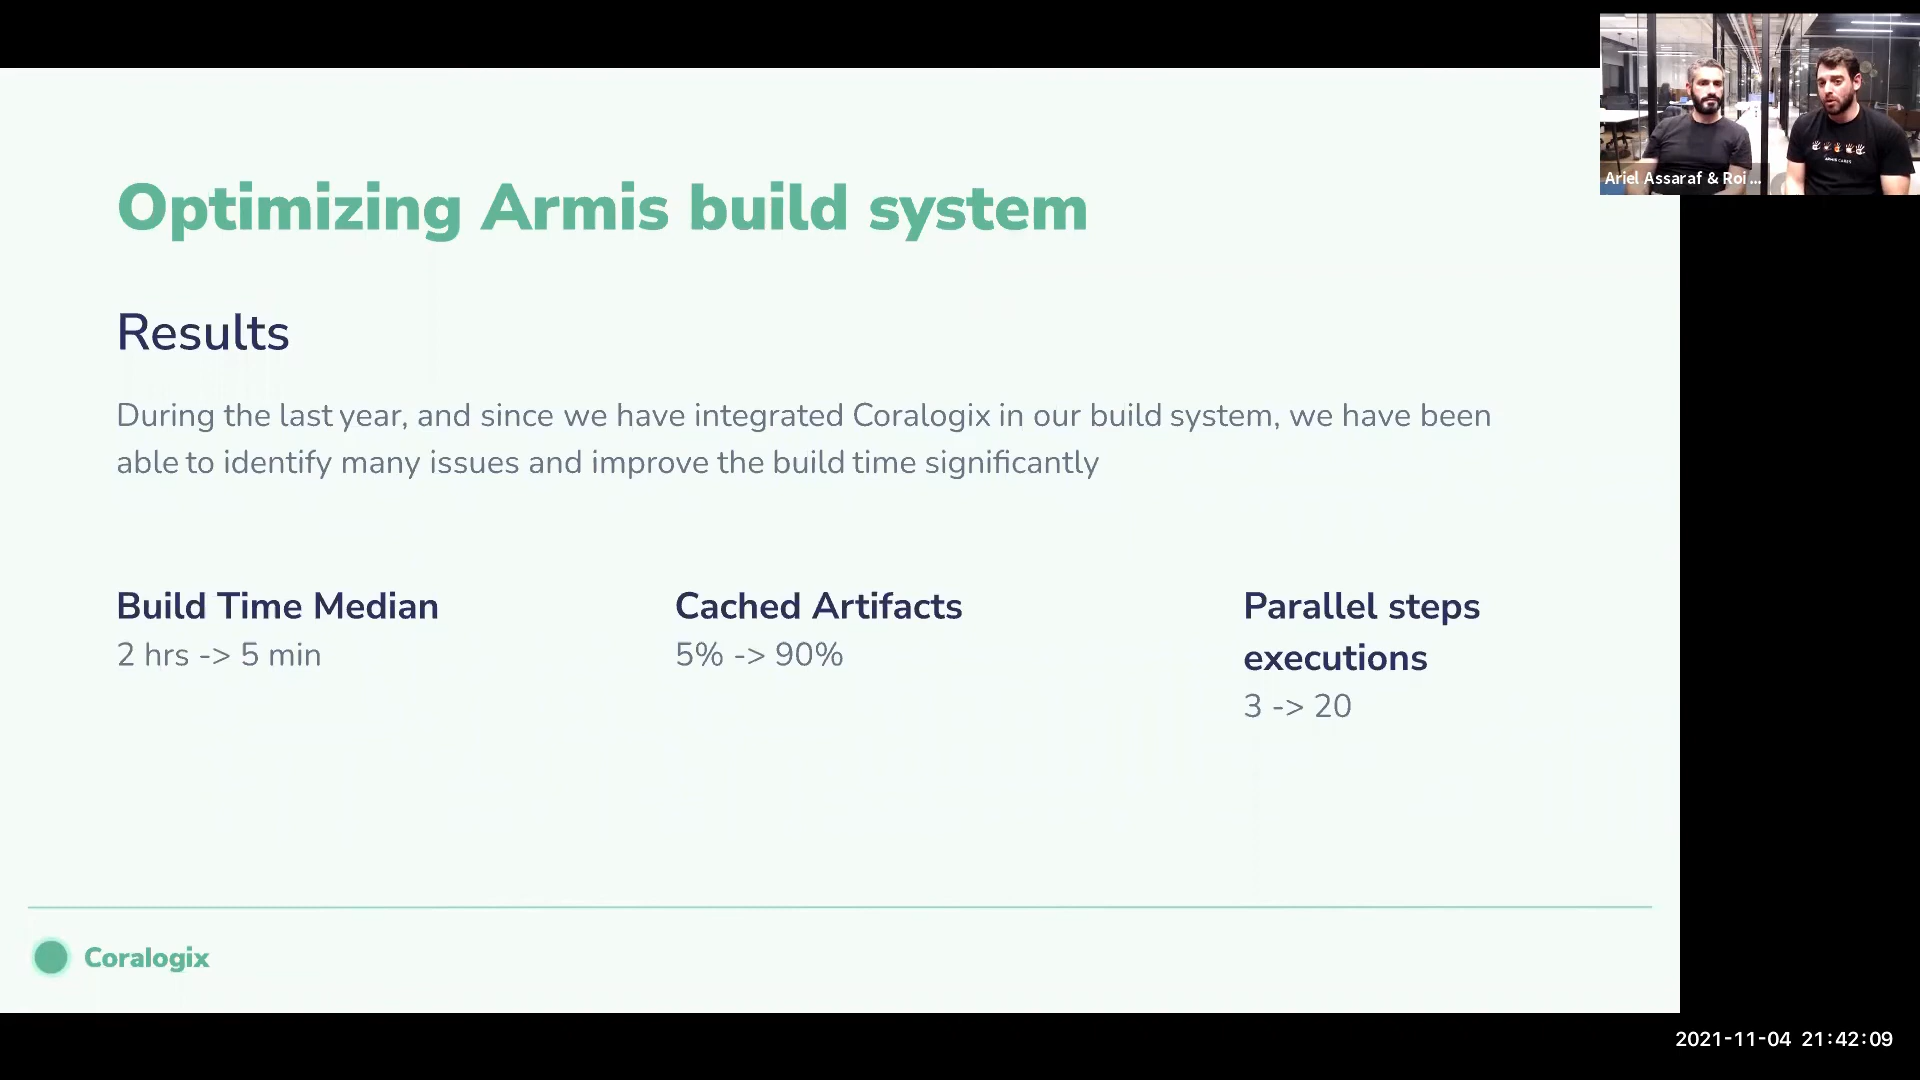 Ariel Assaraf & Roi ...
ARMIS CARES
Optimizing Armis build system
Results
During the last year, and since we have integrated Coralogix in our build system, we have been
able to identify many issues and improve the build time significantly
Build Time Median
2 hrs -> 5 min
Cached Artifacts
5% -> 90%
Parallel steps
executions
3 -> 20
Coralogix
2021-11-04 21:42:09